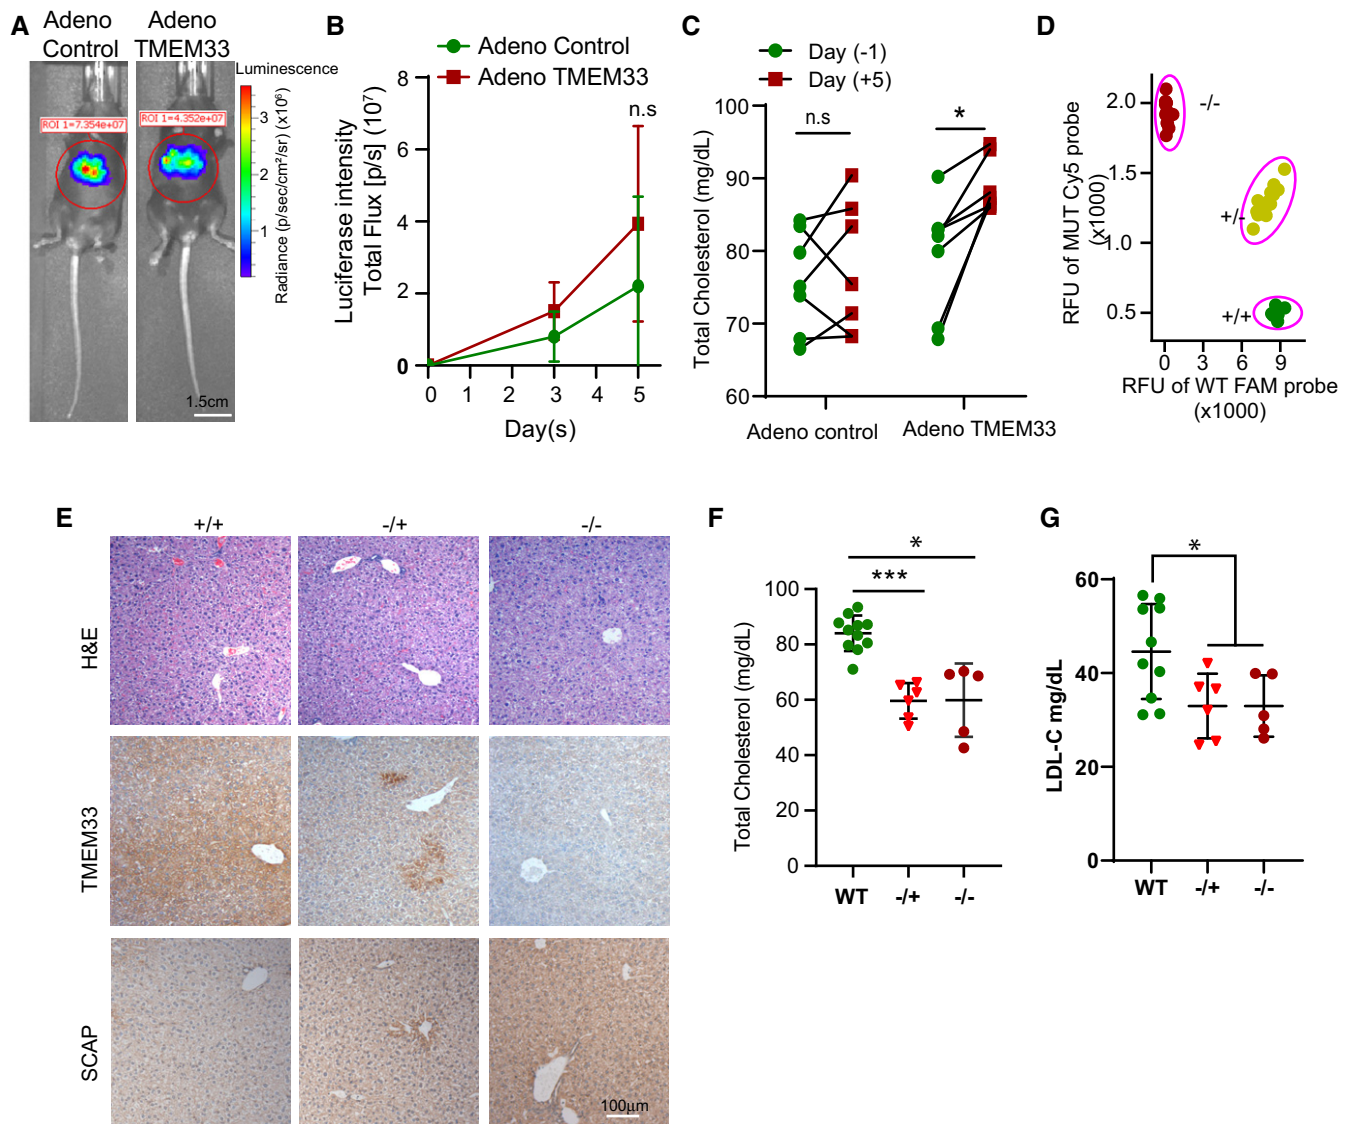 A
Adeno
Control
Adeno
TMEM33
ROI 1=7.354e+07
ROI 1=4.352e+07
1.5cm
Luminescence
3
2
1
Radiance (p/sec/cm²/sr) (x10⁶)
B
Adeno Control
Adeno TMEM33
n.s
8
6
4
2
0
Luciferase intensity
Total Flux [p/s] (10⁷)
0 1 2 3 4 5
Day(s)
C
Day (-1)
Day (+5)
n.s
*
100
90
80
70
60
Total Cholesterol (mg/dL)
Adeno control
Adeno TMEM33
D
-/-
+/-
+/+
2.0
1.5
1.0
0.5
RFU of MUT Cy5 probe
(x1000)
0 3 6 9
RFU of WT FAM probe
(x1000)
E
+/+
-/+
-/-
H&E
TMEM33
SCAP
100μm
F
*
***
100
80
60
40
20
0
Total Cholesterol (mg/dL)
WT
-/+
-/-
G
*
60
40
20
0
LDL-C mg/dL
WT
-/+
-/-